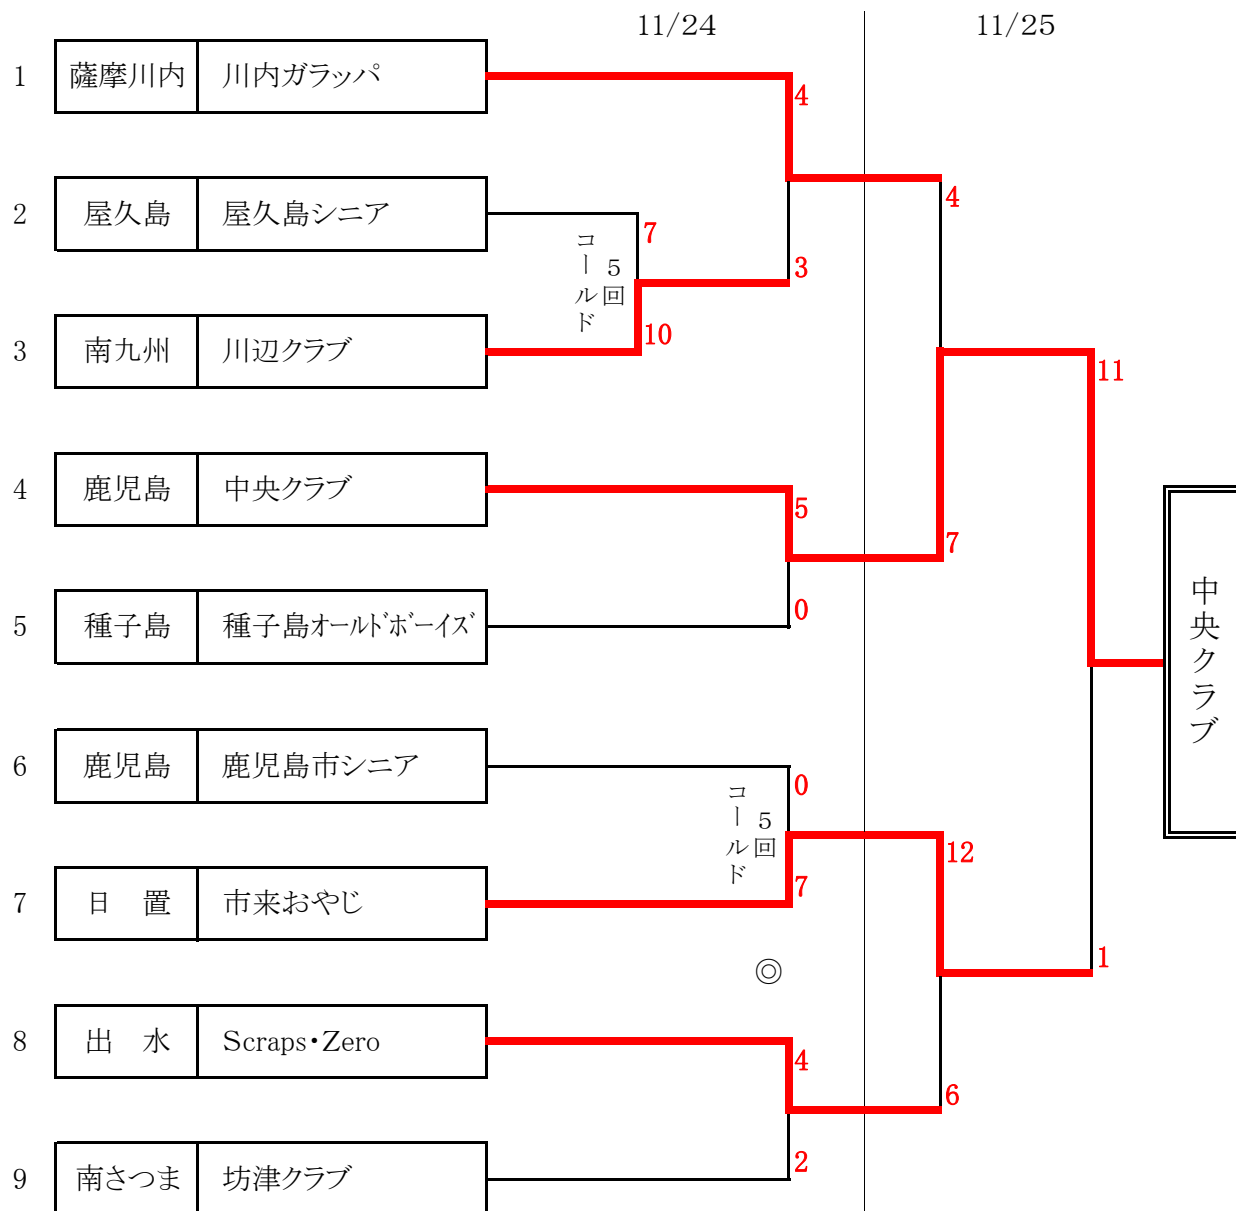 11/24
11/25
1 薩摩川内 川内ガラッパ
4
4
2 屋久島 屋久島シニア
7
5回
コールド
3
10
3 南九州 川辺クラブ
11
4 鹿児島 中央クラブ
5
7
0
5 種子島 種子島オールドボーイズ
中央クラブ
6 鹿児島 鹿児島市シニア
0
5回
コールド
12
7
7 日　置 市来おやじ
1
◎
8 出　水 Scraps・Zero
4
6
2
9 南さつま 坊津クラブ